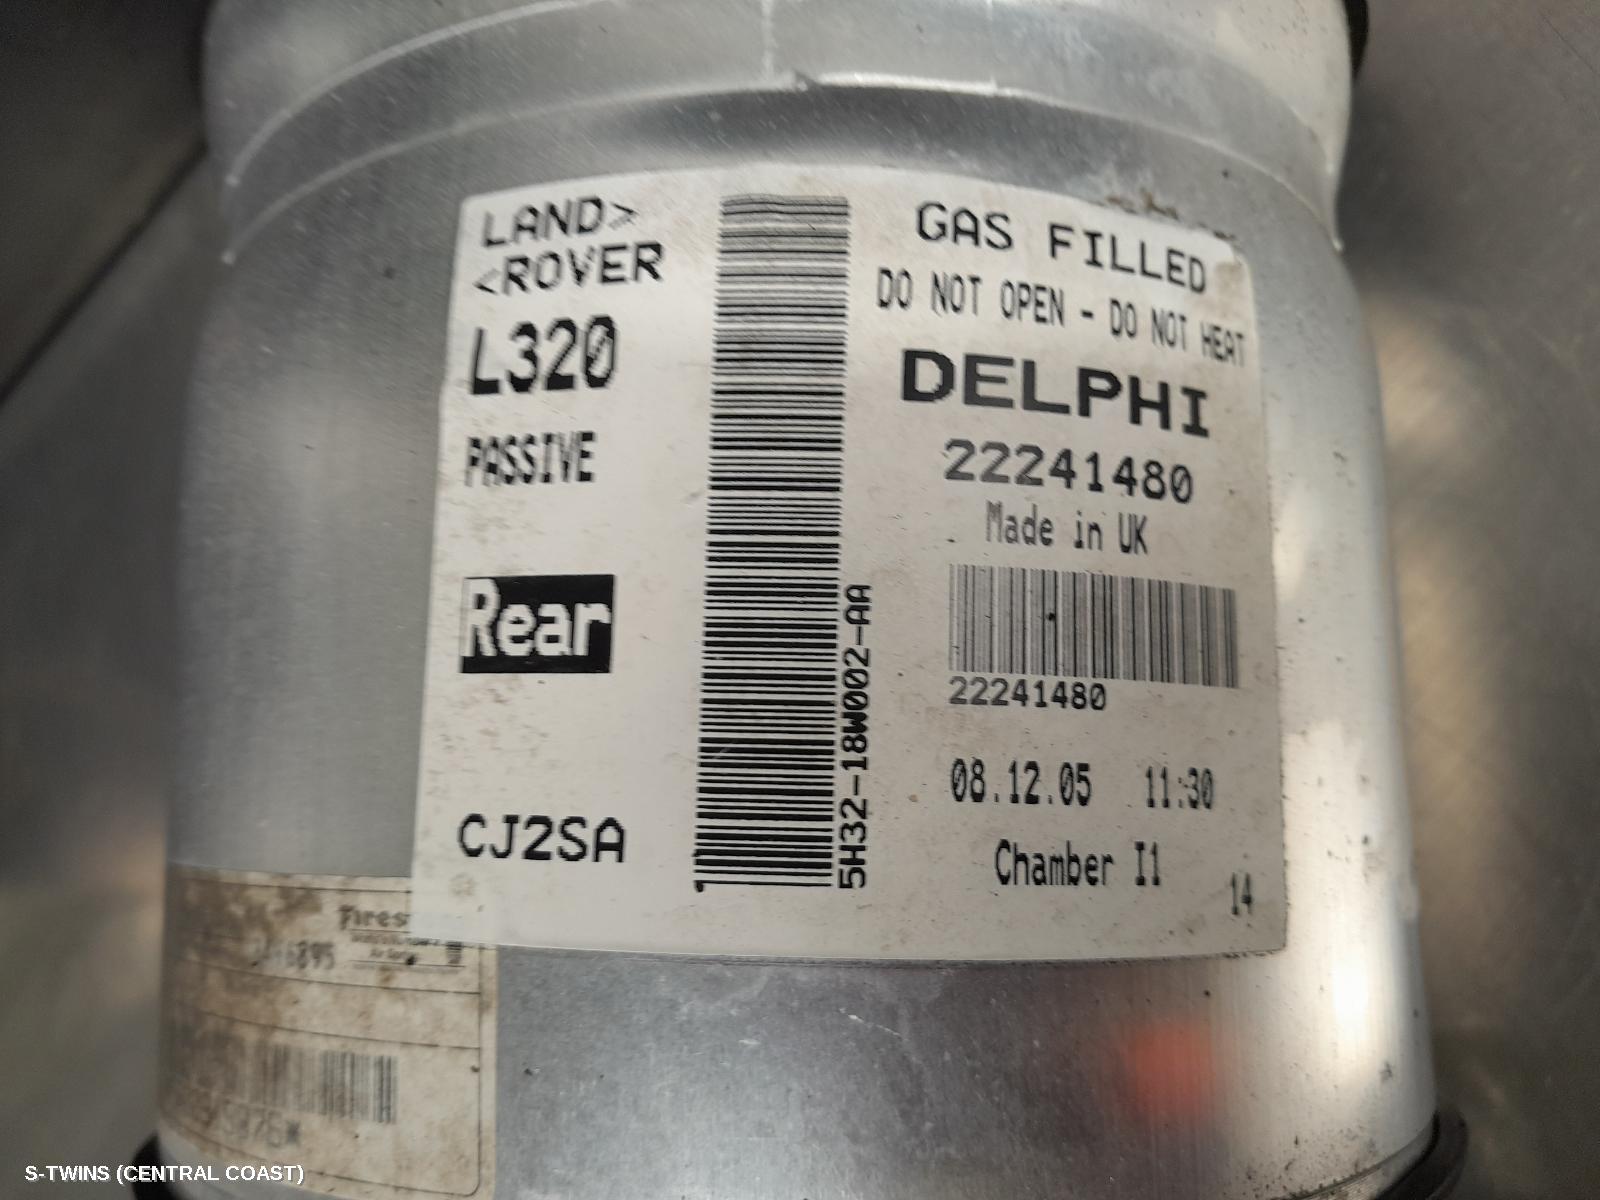 LAND>
<ROVER
L320
PASSIVE
Rear
CJ2SA
5H32-18W002-AA
GAS FILLED
DO NOT OPEN - DO NOT HEAT
DELPHI
22241480
Made in UK
22241480
08.12.05 11:30
Chamber I1
14
S-TWINS (CENTRAL COAST)